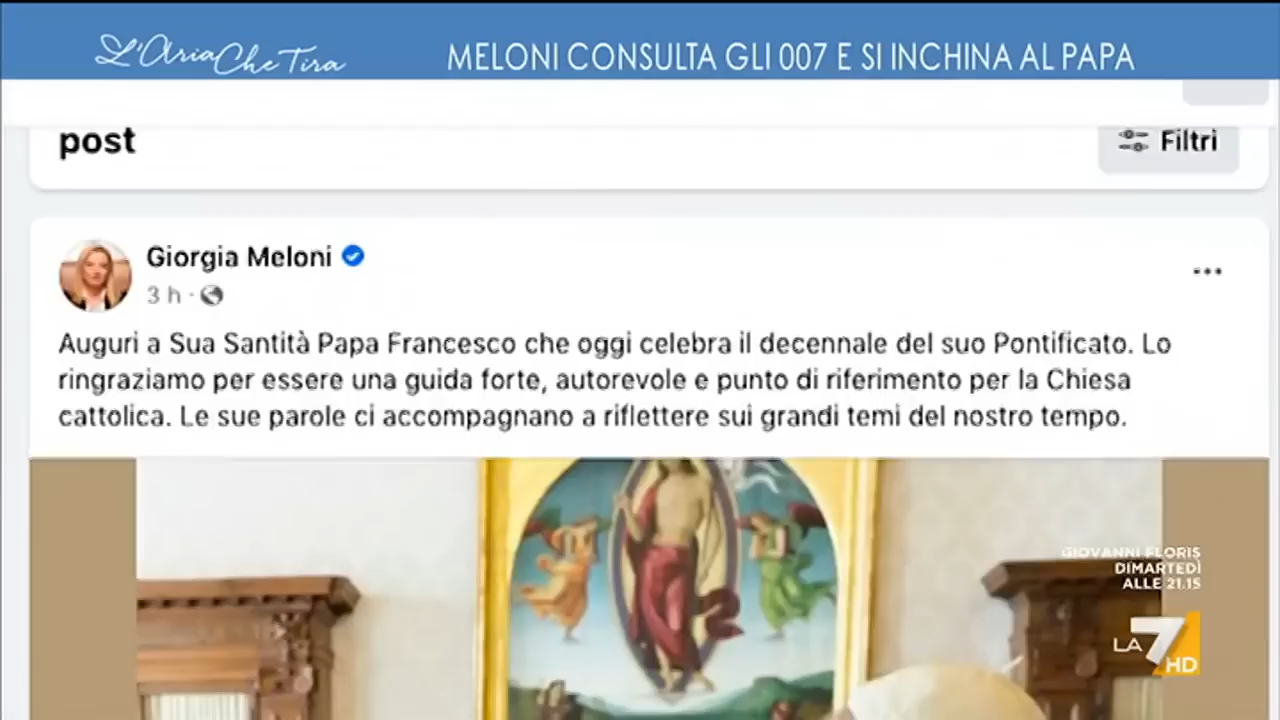 L'Aria Che Tira
MELONI CONSULTA GLI 007 E SI INCHINA AL PAPA
post
Filtri
Giorgia Meloni
3 h ·
Auguri a Sua Santità Papa Francesco che oggi celebra il decennale del suo Pontificato. Lo
ringraziamo per essere una guida forte, autorevole e punto di riferimento per la Chiesa
cattolica. Le sue parole ci accompagnano a riflettere sui grandi temi del nostro tempo.
GIOVANNI FLORIS
DIMARTEDÌ
ALLE 21.15
LA 7 HD